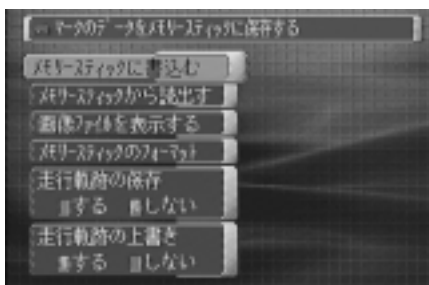 マークのデータをメモリースティックに保存する
メモリースティックに書込む
メモリースティックから読出す
画像ファイルを表示する
メモリースティックのフォーマット
走行軌跡の保存
する しない
走行軌跡の上書き
する しない